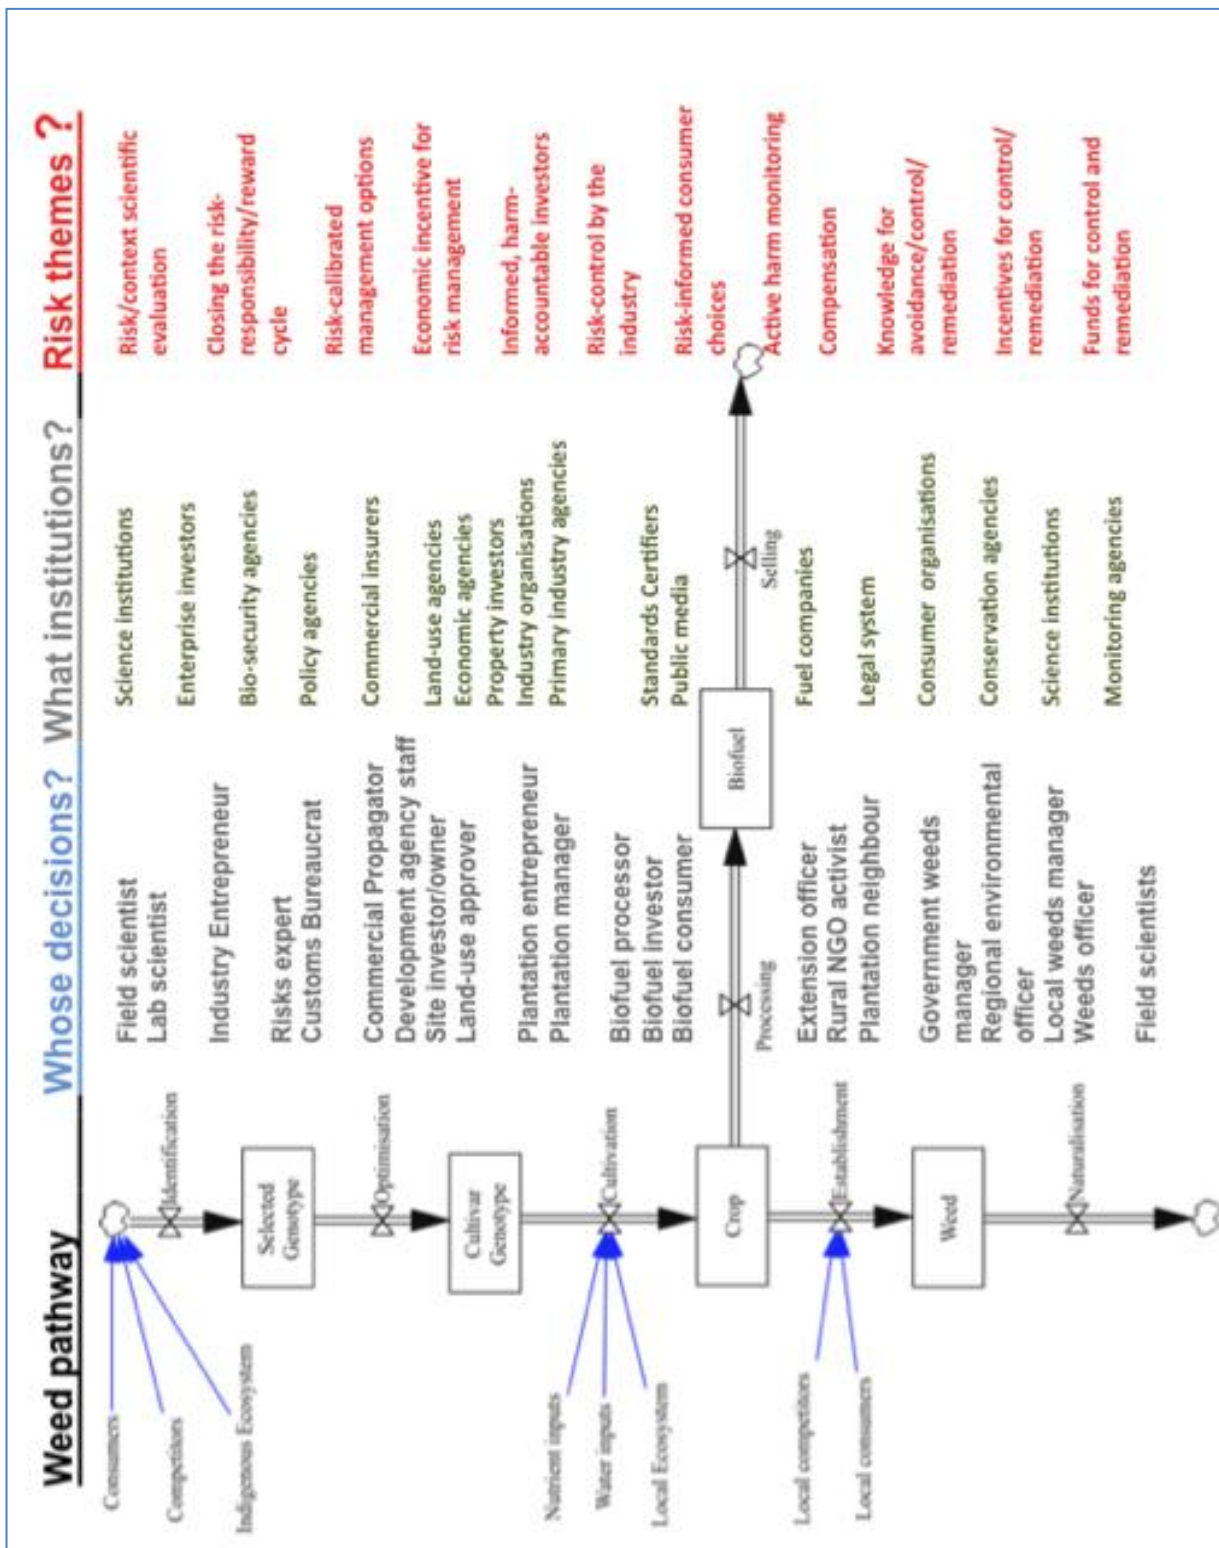 Weed pathway
Whose decisions?
What institutions?
Risk themes ?
Consumers
Competitors
Indigenous Ecosystem
Identification
Selected
Genotype
Optimisation
Cultivar
Genotype
Nutrient inputs
Water inputs
Local Ecosystem
Cultivation
Crop
Processing
Biofuel
Selling
Local competitors
Local consumers
Establishment
Weed
Naturalisation
Field scientist
Lab scientist
Industry Entrepreneur
Risks expert
Customs Bureaucrat
Commercial Propagator
Development agency staff
Site investor/owner
Land-use approver
Plantation entrepreneur
Plantation manager
Biofuel processor
Biofuel investor
Biofuel consumer
Extension officer
Rural NGO activist
Plantation neighbour
Government weeds
manager
Regional environmental
officer
Local weeds manager
Weeds officer
Field scientists
Science institutions
Enterprise investors
Bio-security agencies
Policy agencies
Commercial insurers
Land-use agencies
Economic agencies
Property investors
Industry organisations
Primary industry agencies
Standards Certifiers
Public media
Fuel companies
Legal system
Consumer organisations
Conservation agencies
Science institutions
Monitoring agencies
Risk/context scientific
evaluation
Closing the risk-
responsibility/reward
cycle
Risk-calibrated
management options
Economic incentive for
risk management
Informed, harm-
accountable investors
Risk-control by the
industry
Risk-informed consumer
choices
Active harm monitoring
Compensation
Knowledge for
avoidance/control/
remediation
Incentives for control/
remediation
Funds for control and
remediation